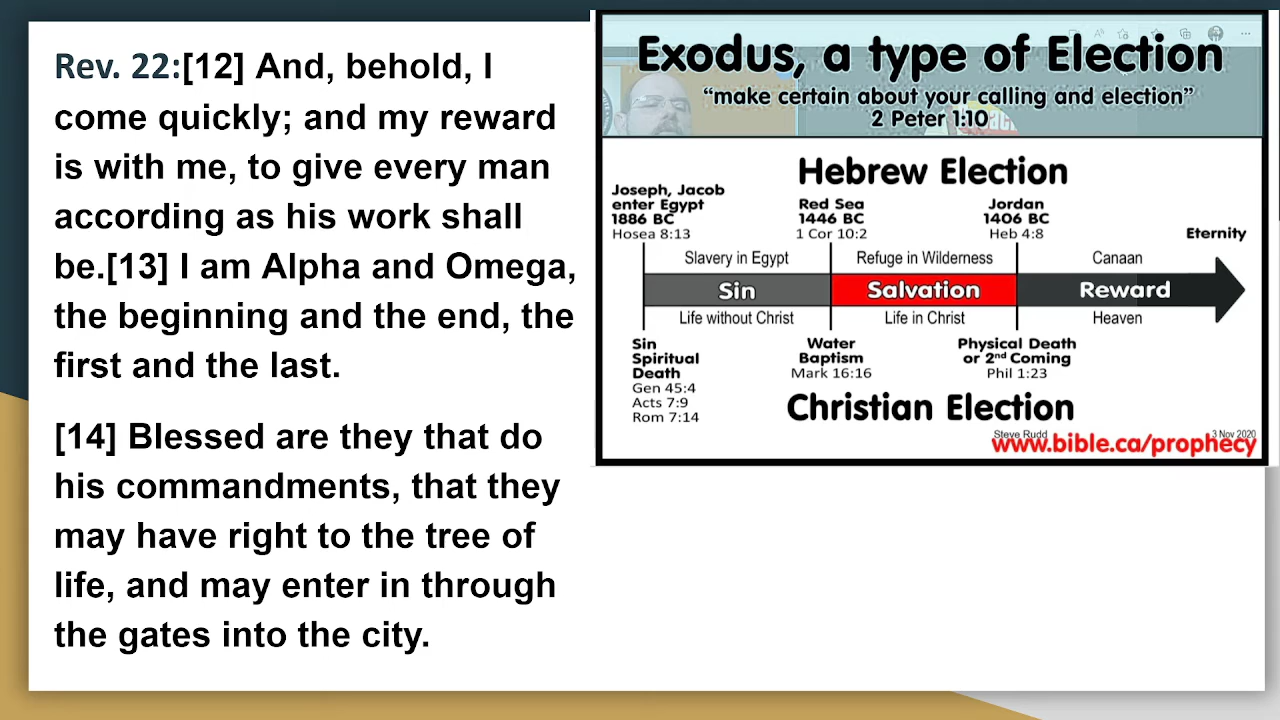 Rev. 22:[12] And, behold, I
come quickly; and my reward
is with me, to give every man
according as his work shall
be.[13] I am Alpha and Omega,
the beginning and the end, the
first and the last.
[14] Blessed are they that do
his commandments, that they
may have right to the tree of
life, and may enter in through
the gates into the city.
Exodus, a type of Election
“make certain about your calling and election”
2 Peter 1:10
Hebrew Election
Joseph, Jacob
enter Egypt
1886 BC
Hosea 8:13
Red Sea
1446 BC
1 Cor 10:2
Jordan
1406 BC
Heb 4:8
Eternity
Slavery in Egypt
Refuge in Wilderness
Canaan
Sin
Salvation
Reward
Life without Christ
Life in Christ
Heaven
Sin
Spiritual
Death
Gen 45:4
Acts 7:9
Rom 7:14
Water
Baptism
Mark 16:16
Physical Death
or 2nd Coming
Phil 1:23
Christian Election
Steve Rudd
3 Nov 2020
www.bible.ca/prophecy